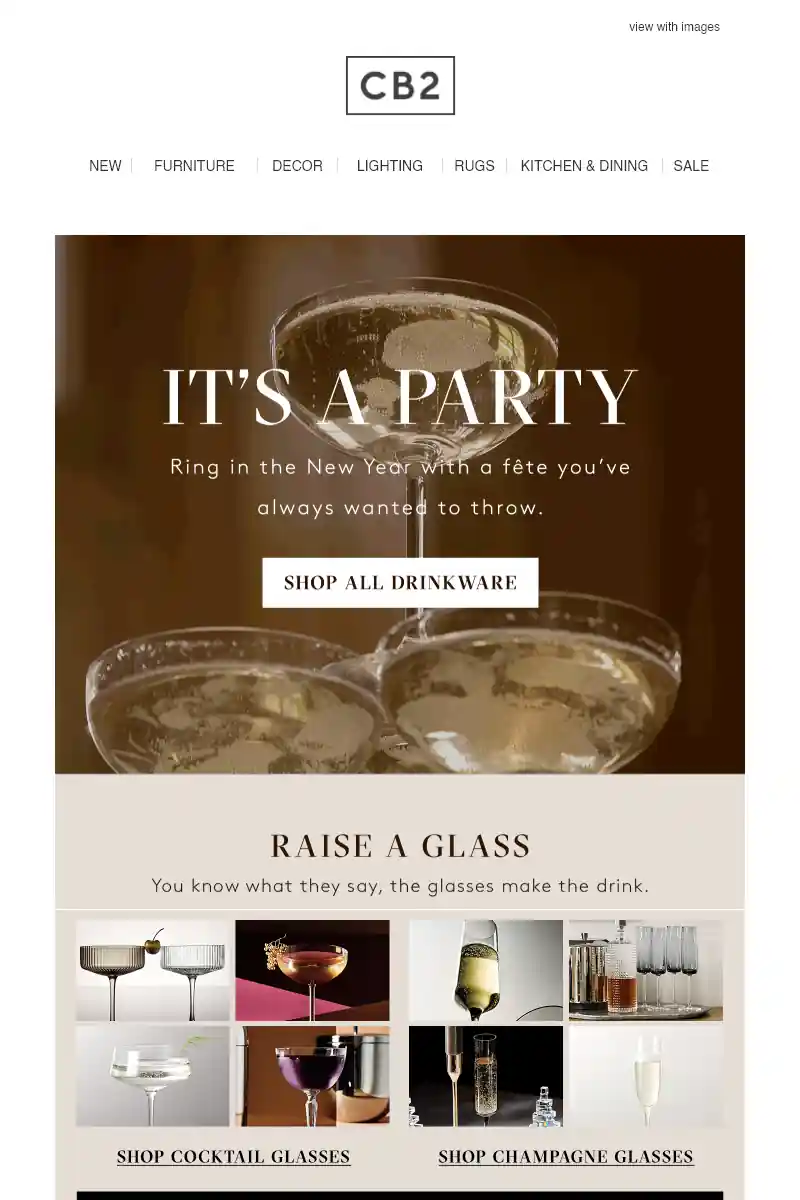 view with images
CB2
NEW
FURNITURE
DECOR
LIGHTING
RUGS
KITCHEN & DINING
SALE
IT’S A PARTY
Ring in the New Year with a fête you’ve
always wanted to throw.
SHOP ALL DRINKWARE
RAISE A GLASS
You know what they say, the glasses make the drink.
SHOP COCKTAIL GLASSES
SHOP CHAMPAGNE GLASSES